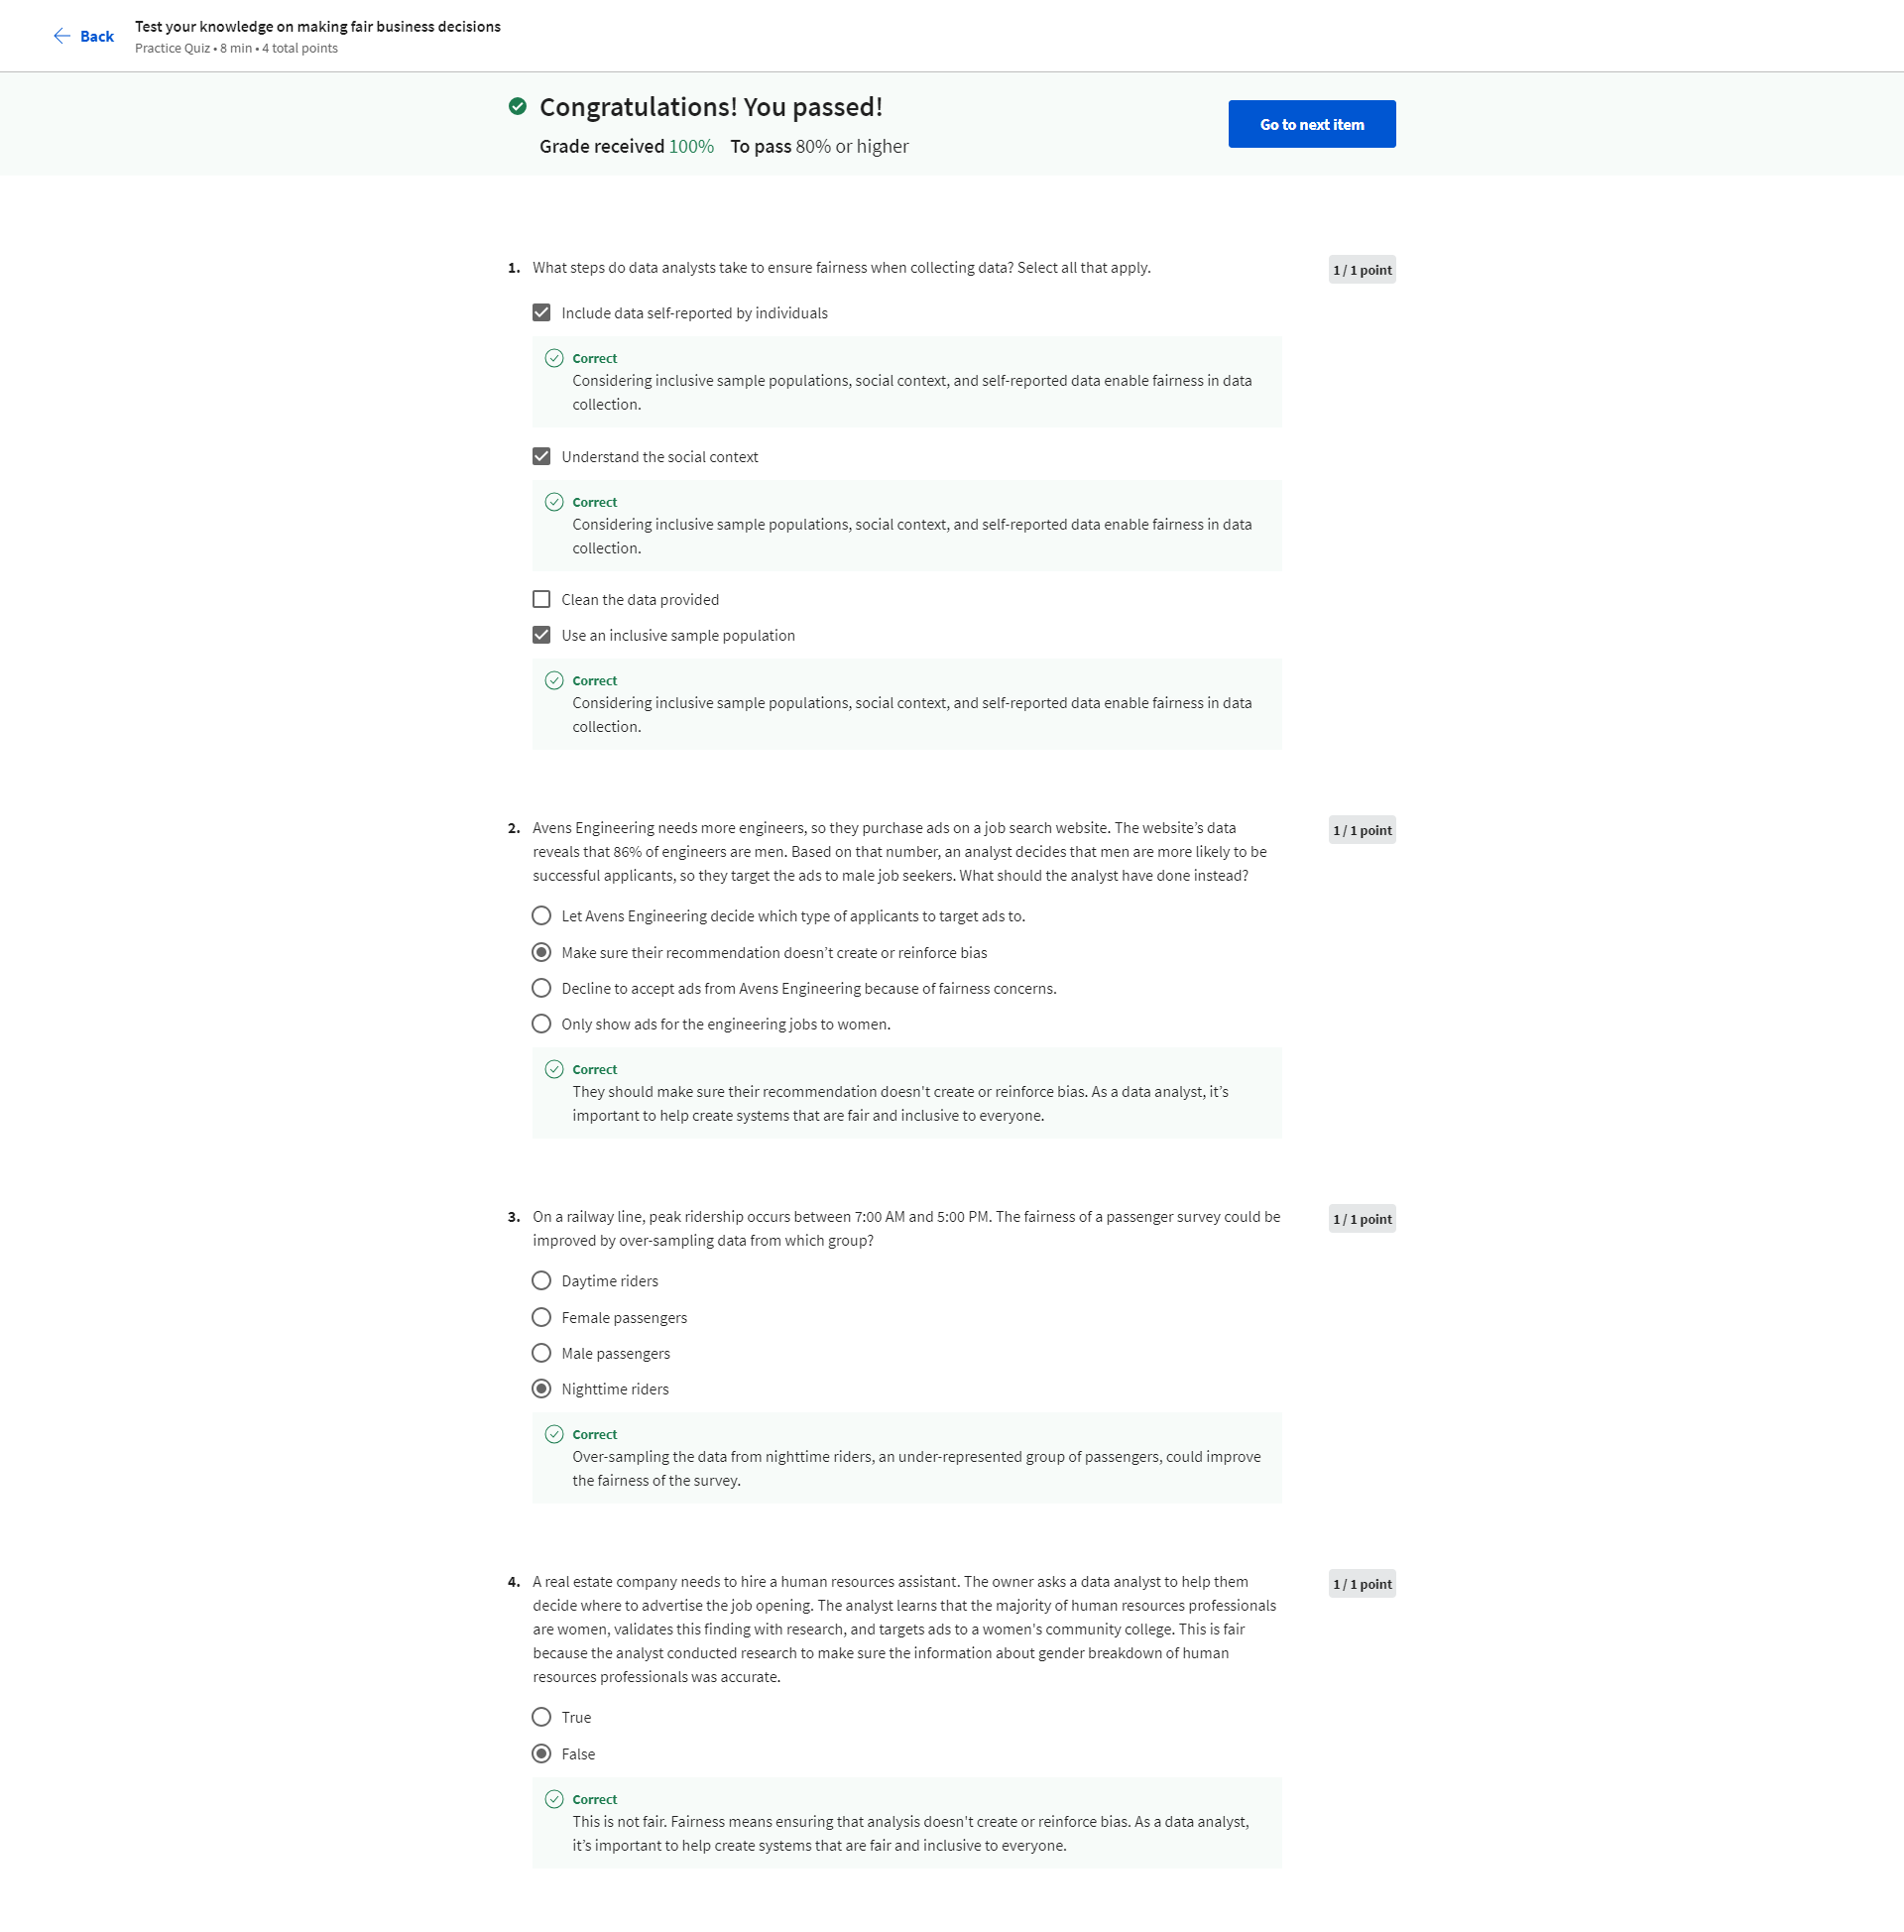 Back
Test your knowledge on making fair business decisions
Practice Quiz • 8 min • 4 total points
Congratulations! You passed!
Grade received 100% To pass 80% or higher
Go to next item
1. What steps do data analysts take to ensure fairness when collecting data? Select all that apply.
1 / 1 point
Include data self-reported by individuals
Correct
Considering inclusive sample populations, social context, and self-reported data enable fairness in data
collection.
Understand the social context
Correct
Considering inclusive sample populations, social context, and self-reported data enable fairness in data
collection.
Clean the data provided
Use an inclusive sample population
Correct
Considering inclusive sample populations, social context, and self-reported data enable fairness in data
collection.
2. Avens Engineering needs more engineers, so they purchase ads on a job search website. The website’s data
reveals that 86% of engineers are men. Based on that number, an analyst decides that men are more likely to be
successful applicants, so they target the ads to male job seekers. What should the analyst have done instead?
1 / 1 point
Let Avens Engineering decide which type of applicants to target ads to.
Make sure their recommendation doesn’t create or reinforce bias
Decline to accept ads from Avens Engineering because of fairness concerns.
Only show ads for the engineering jobs to women.
Correct
They should make sure their recommendation doesn't create or reinforce bias. As a data analyst, it’s
important to help create systems that are fair and inclusive to everyone.
3. On a railway line, peak ridership occurs between 7:00 AM and 5:00 PM. The fairness of a passenger survey could be
improved by over-sampling data from which group?
1 / 1 point
Daytime riders
Female passengers
Male passengers
Nighttime riders
Correct
Over-sampling the data from nighttime riders, an under-represented group of passengers, could improve
the fairness of the survey.
4. A real estate company needs to hire a human resources assistant. The owner asks a data analyst to help them
decide where to advertise the job opening. The analyst learns that the majority of human resources professionals
are women, validates this finding with research, and targets ads to a women's community college. This is fair
because the analyst conducted research to make sure the information about gender breakdown of human
resources professionals was accurate.
1 / 1 point
True
False
Correct
This is not fair. Fairness means ensuring that analysis doesn't create or reinforce bias. As a data analyst,
it’s important to help create systems that are fair and inclusive to everyone.